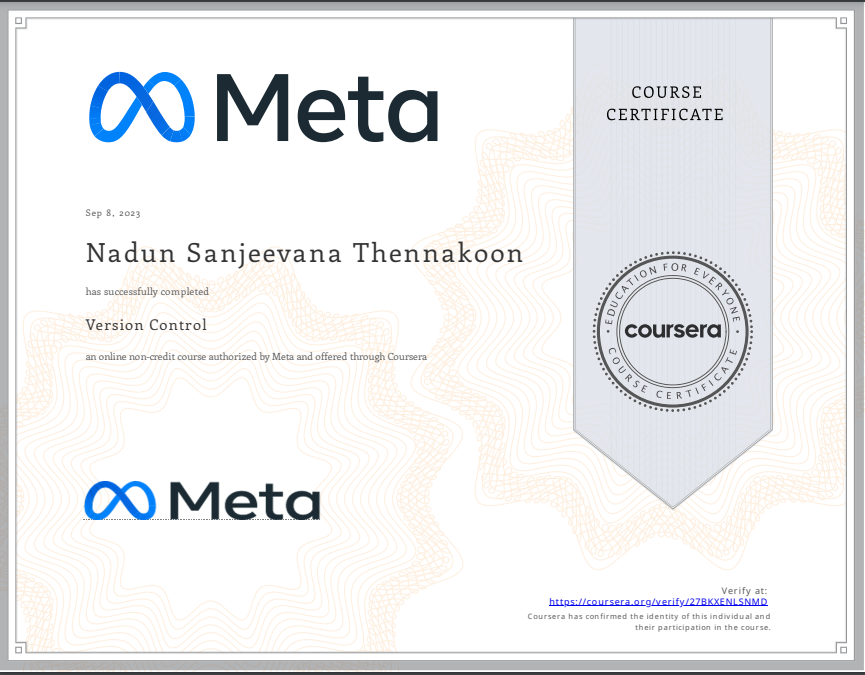 Meta
COURSE
CERTIFICATE
Sep 8, 2023
Nadun Sanjeevana Thennakoon
has successfully completed
Version Control
an online non-credit course authorized by Meta and offered through Coursera
EDUCATION FOR EVERYONE
coursera
COURSE CERTIFICATE
Meta
Verify at:
https://coursera.org/verify/27BKXENLSNMD
Coursera has confirmed the identity of this individual and
their participation in the course.